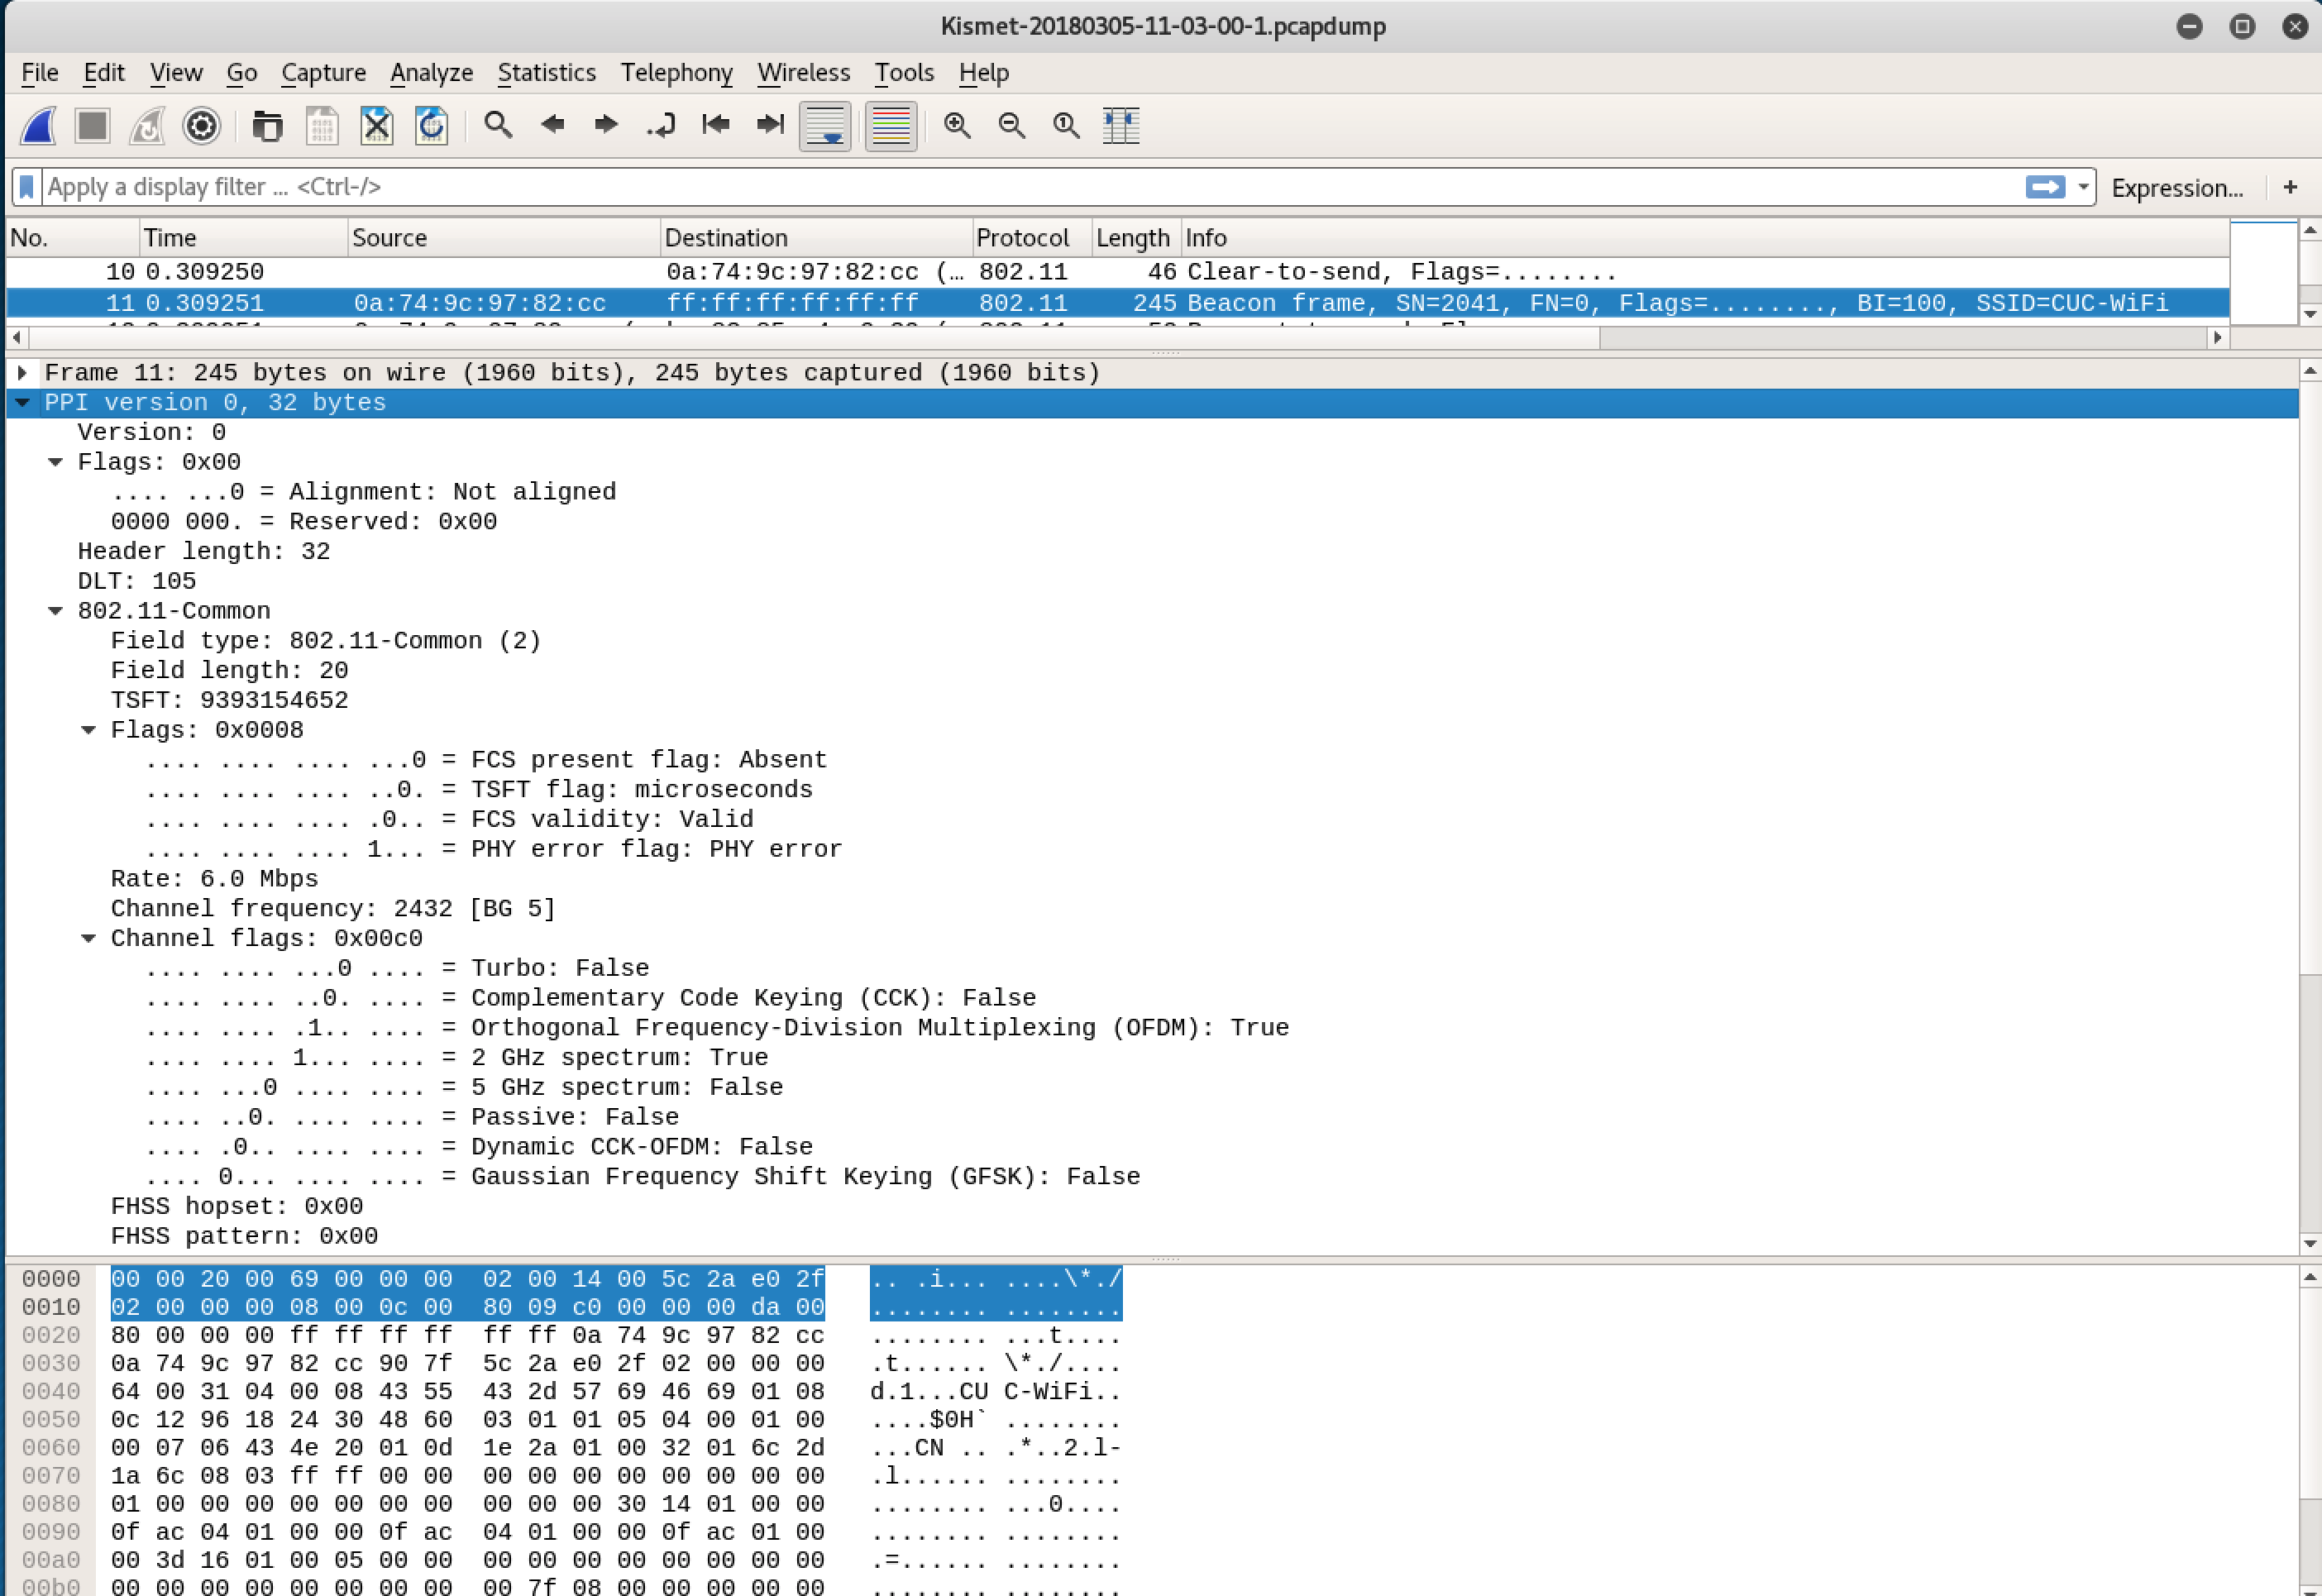 Kismet-20180305-11-03-00-1.pcapdump
File Edit View Go Capture Analyze Statistics Telephony Wireless Tools Help
Apply a display filter ... <Ctrl-/> Expression... +
No. Time Source Destination Protocol Length Info
10 0.309250 0a:74:9c:97:82:cc (… 802.11 46 Clear-to-send, Flags=........
11 0.309251 0a:74:9c:97:82:cc ff:ff:ff:ff:ff:ff 802.11 245 Beacon frame, SN=2041, FN=0, Flags=........, BI=100, SSID=CUC-WiFi
Frame 11: 245 bytes on wire (1960 bits), 245 bytes captured (1960 bits)
PPI version 0, 32 bytes
Version: 0
Flags: 0x00
.... ...0 = Alignment: Not aligned
0000 000. = Reserved: 0x00
Header length: 32
DLT: 105
802.11-Common
Field type: 802.11-Common (2)
Field length: 20
TSFT: 9393154652
Flags: 0x0008
.... .... .... ...0 = FCS present flag: Absent
.... .... .... ..0. = TSFT flag: microseconds
.... .... .... .0.. = FCS validity: Valid
.... .... .... 1... = PHY error flag: PHY error
Rate: 6.0 Mbps
Channel frequency: 2432 [BG 5]
Channel flags: 0x00c0
.... .... ...0 .... = Turbo: False
.... .... ..0. .... = Complementary Code Keying (CCK): False
.... .... .1.. .... = Orthogonal Frequency-Division Multiplexing (OFDM): True
.... .... 1... .... = 2 GHz spectrum: True
.... ...0 .... .... = 5 GHz spectrum: False
.... ..0. .... .... = Passive: False
.... .0.. .... .... = Dynamic CCK-OFDM: False
.... 0... .... .... = Gaussian Frequency Shift Keying (GFSK): False
FHSS hopset: 0x00
FHSS pattern: 0x00
0000 00 00 20 00 69 00 00 00 02 00 14 00 5c 2a e0 2f .. .i... ....\*./
0010 02 00 00 00 08 00 0c 00 80 09 c0 00 00 00 da 00 ........ ........
0020 80 00 00 00 ff ff ff ff ff ff 0a 74 9c 97 82 cc ........ ...t....
0030 0a 74 9c 97 82 cc 90 7f 5c 2a e0 2f 02 00 00 00 .t...... \*./....
0040 64 00 31 04 00 08 43 55 43 2d 57 69 46 69 01 08 d.1...CU C-WiFi..
0050 0c 12 96 18 24 30 48 60 03 01 01 05 04 00 01 00 ....$0H` ........
0060 00 07 06 43 4e 20 01 0d 1e 2a 01 00 32 01 6c 2d ...CN .. .*..2.l-
0070 1a 6c 08 03 ff ff 00 00 00 00 00 00 00 00 00 00 .l...... ........
0080 01 00 00 00 00 00 00 00 00 00 00 30 14 01 00 00 ........ ...0....
0090 0f ac 04 01 00 00 0f ac 04 01 00 00 0f ac 01 00 ........ ........
00a0 00 3d 16 01 00 05 00 00 00 00 00 00 00 00 00 00 .=...... ........
00b0 00 00 00 00 00 00 00 00 00 7f 08 00 00 00 00 00 ........ ........